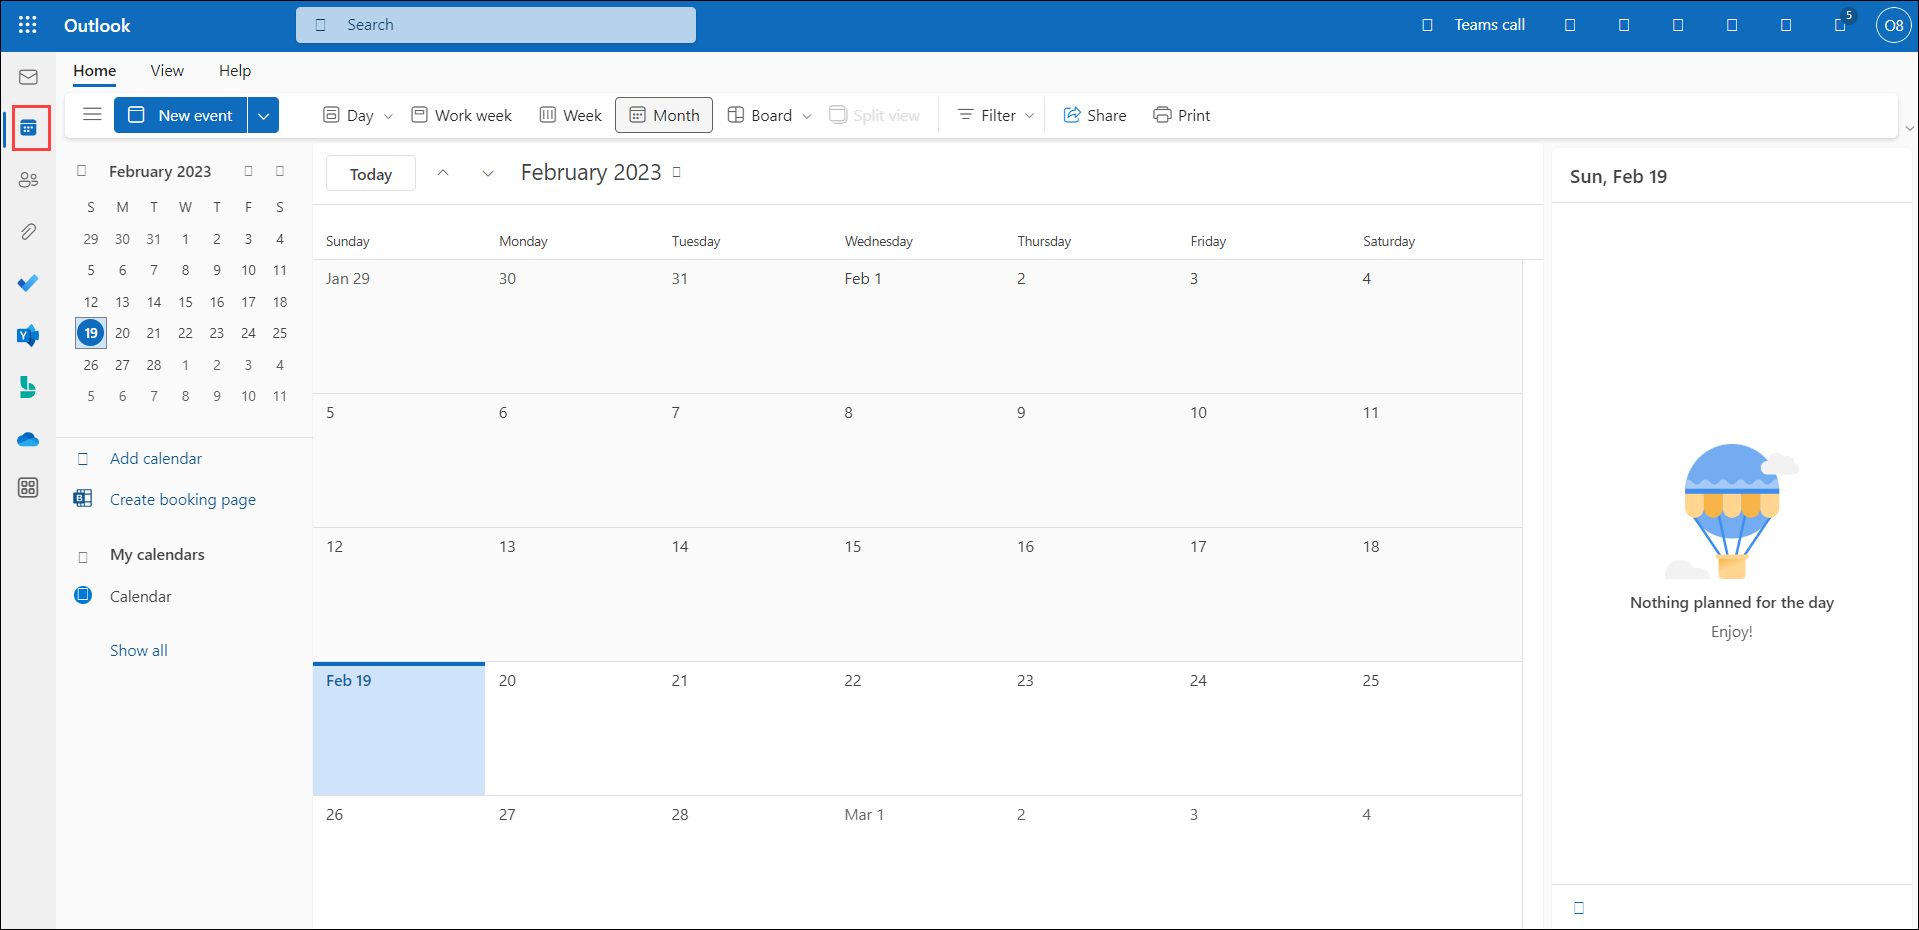 Outlook
Search
Teams call
5
O8
Home View Help
New event
Day Work week Week Month Board Split view Filter Share Print
February 2023
S M T W T F S
29 30 31 1 2 3 4
5 6 7 8 9 10 11
12 13 14 15 16 17 18
19 20 21 22 23 24 25
26 27 28 1 2 3 4
5 6 7 8 9 10 11
Add calendar
B Create booking page
My calendars
Calendar
Show all
Today February 2023
Sunday Monday Tuesday Wednesday Thursday Friday Saturday
Jan 29 30 31 Feb 1 2 3 4
5 6 7 8 9 10 11
12 13 14 15 16 17 18
Feb 19 20 21 22 23 24 25
26 27 28 Mar 1 2 3 4
Sun, Feb 19
Nothing planned for the day
Enjoy!